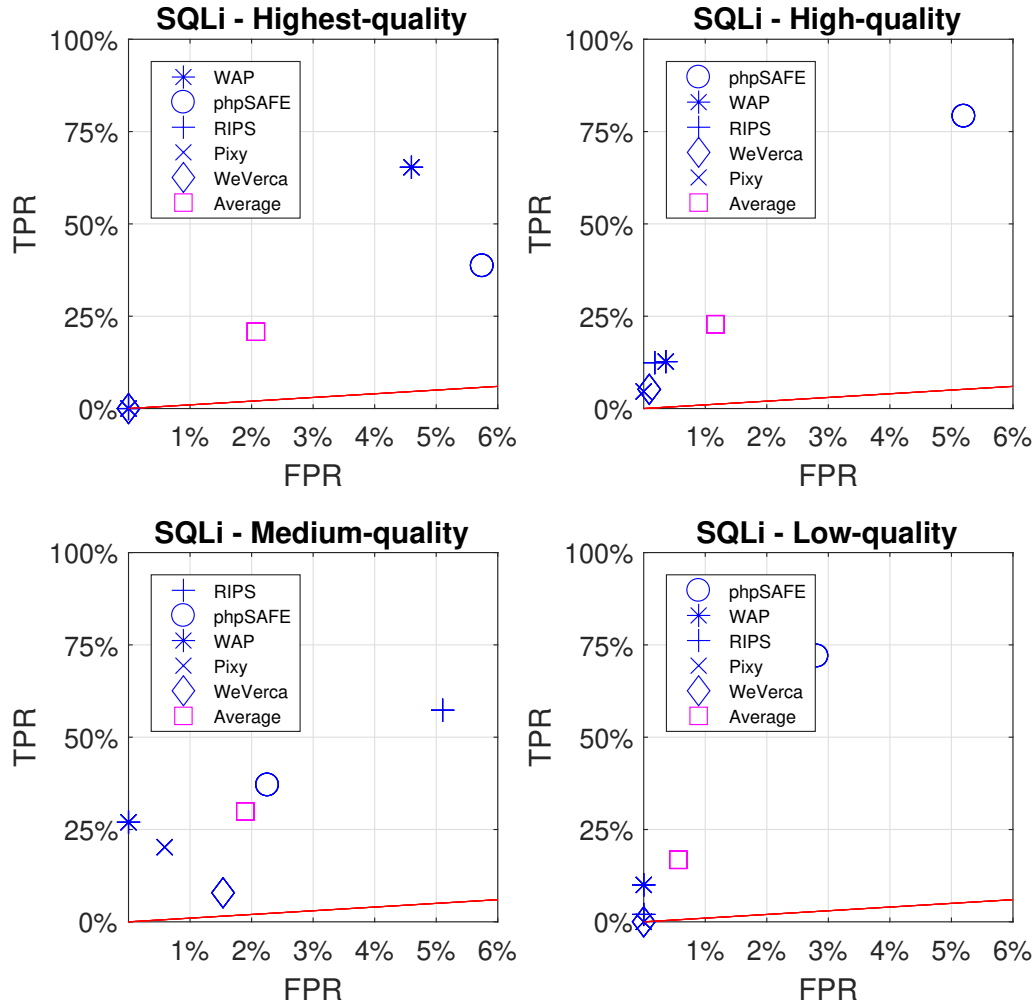 SQLi - Highest-quality
100%
75%
50%
25%
0%
TPR
WAP
phpSAFE
RIPS
Pixy
WeVerca
Average
1% 2% 3% 4% 5% 6%
FPR
SQLi - High-quality
100%
75%
50%
25%
0%
TPR
phpSAFE
WAP
RIPS
WeVerca
Pixy
Average
1% 2% 3% 4% 5% 6%
FPR
SQLi - Medium-quality
100%
75%
50%
25%
0%
TPR
RIPS
phpSAFE
WAP
Pixy
WeVerca
Average
1% 2% 3% 4% 5% 6%
FPR
SQLi - Low-quality
100%
75%
50%
25%
0%
TPR
phpSAFE
WAP
RIPS
Pixy
WeVerca
Average
1% 2% 3% 4% 5% 6%
FPR